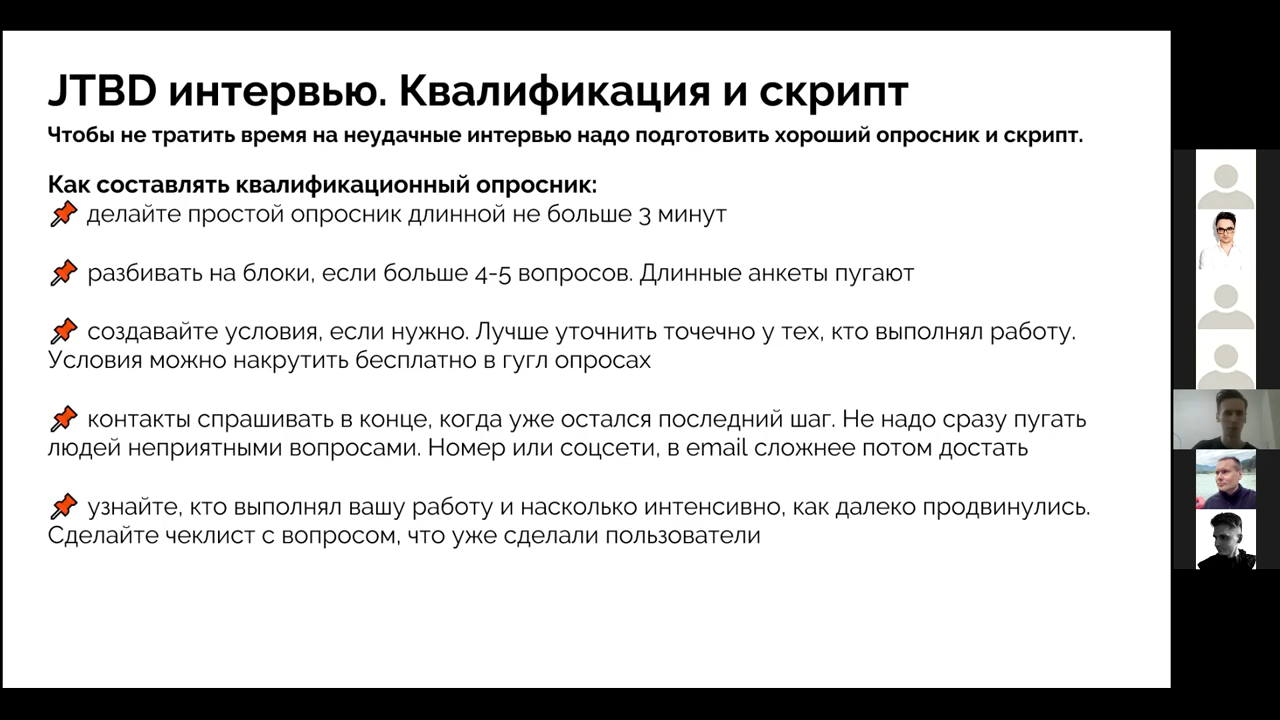 JTBD интервью. Квалификация и скрипт
Чтобы не тратить время на неудачные интервью надо подготовить хороший опросник и скрипт.
Как составлять квалификационный опросник:
📌 делайте простой опросник длинной не больше 3 минут
📌 разбивать на блоки, если больше 4-5 вопросов. Длинные анкеты пугают
📌 создавайте условия, если нужно. Лучше уточнить точечно у тех, кто выполнял работу.
Условия можно накрутить бесплатно в гугл опросах
📌 контакты спрашивать в конце, когда уже остался последний шаг. Не надо сразу пугать
людей неприятными вопросами. Номер или соцсети, в email сложнее потом достать
📌 узнайте, кто выполнял вашу работу и насколько интенсивно, как далеко продвинулись.
Сделайте чеклист с вопросом, что уже сделали пользователи